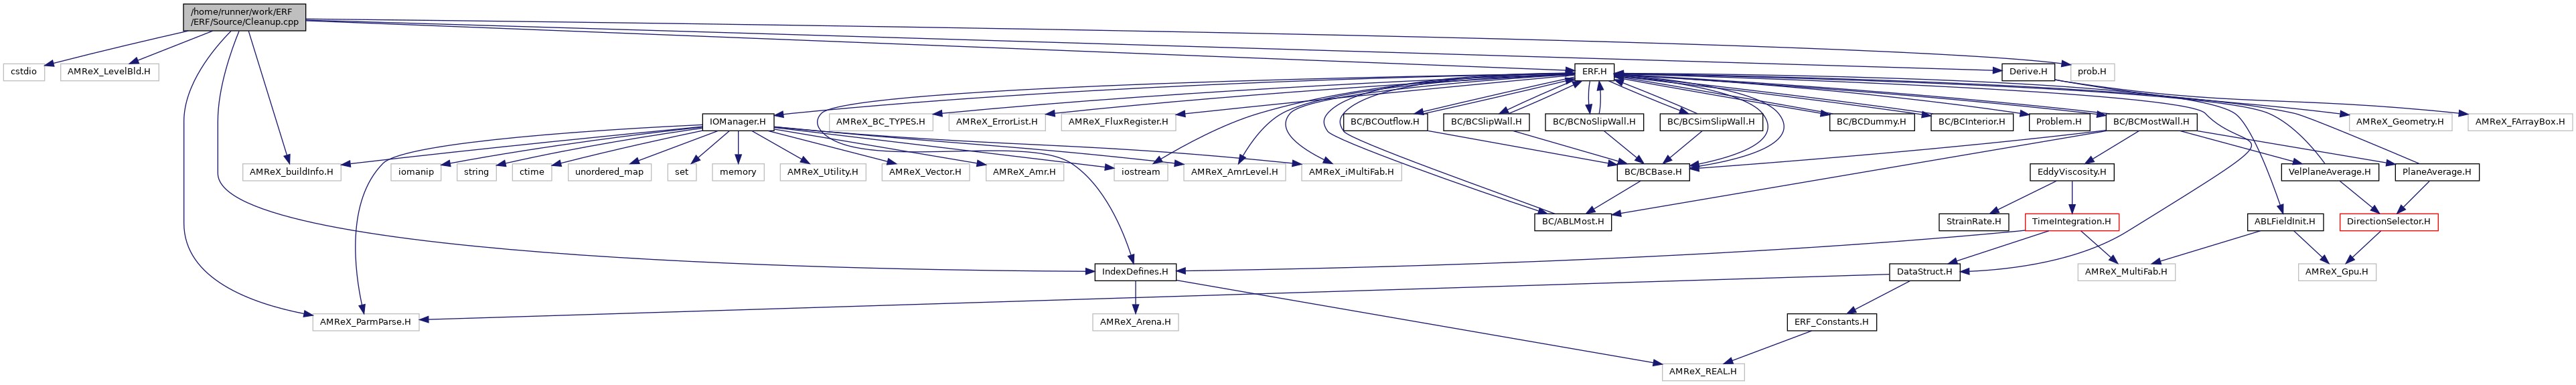 /home/runner/work/ERF
/ERF/Source/Cleanup.cpp
cstdio
AMReX_LevelBld.H
ERF.H
Derive.H
prob.H
IOManager.H
AMReX_BC_TYPES.H
AMReX_ErrorList.H
AMReX_FluxRegister.H
BC/BCOutflow.H
BC/BCSlipWall.H
BC/BCNoSlipWall.H
BC/BCSimSlipWall.H
BC/BCDummy.H
BC/BCInterior.H
Problem.H
BC/BCMostWall.H
AMReX_Geometry.H
AMReX_FArrayBox.H
AMReX_buildInfo.H
iomanip
string
ctime
unordered_map
set
memory
AMReX_Utility.H
AMReX_Vector.H
AMReX_Amr.H
iostream
AMReX_AmrLevel.H
AMReX_iMultiFab.H
BC/BCBase.H
EddyViscosity.H
VelPlaneAverage.H
PlaneAverage.H
BC/ABLMost.H
StrainRate.H
TimeIntegration.H
ABLFieldInit.H
DirectionSelector.H
IndexDefines.H
DataStruct.H
AMReX_MultiFab.H
AMReX_Gpu.H
AMReX_ParmParse.H
AMReX_Arena.H
ERF_Constants.H
AMReX_REAL.H